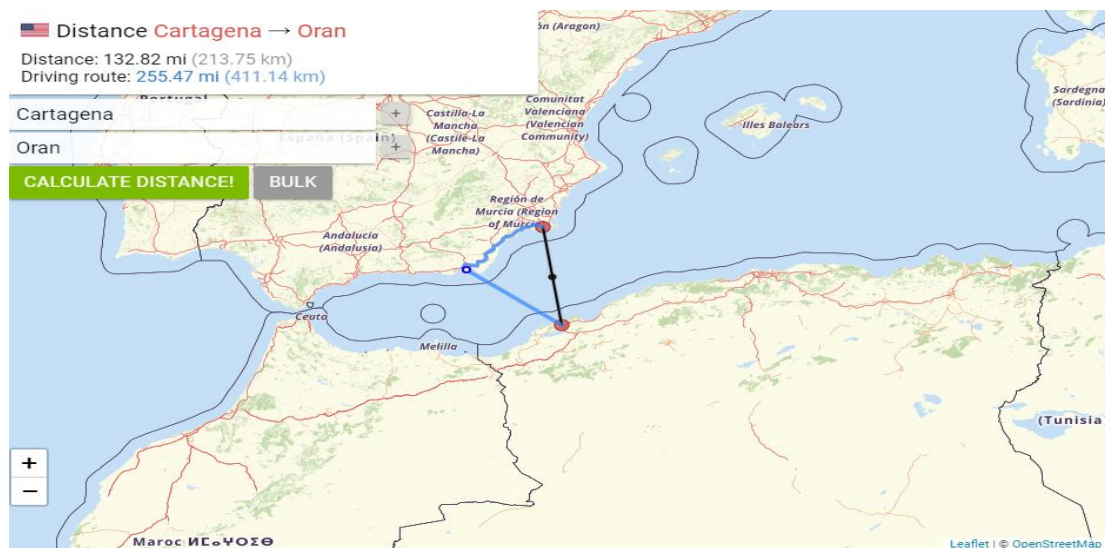 Distance Cartagena → Oran
Distance: 132.82 mi (213.75 km)
Driving route: 255.47 mi (411.14 km)
Cartagena
+
Oran
+
CALCULATE DISTANCE!
BULK
(Aragon)
Portugal
Castilla-La
Mancha
(Castile-La
Mancha)
Comunitat
Valenciana
(Valencian
Community)
España (Spain)
Illes Balears
Sardegna
(Sardinia)
Región de
Murcia (Region
of Murcia)
Andalucía
(Andalusia)
Ceuta
Melilla
(Tunisia)
+
−
Maroc ⵍⵎⵖⵔⵉⴱ
Leaflet | © OpenStreetMap